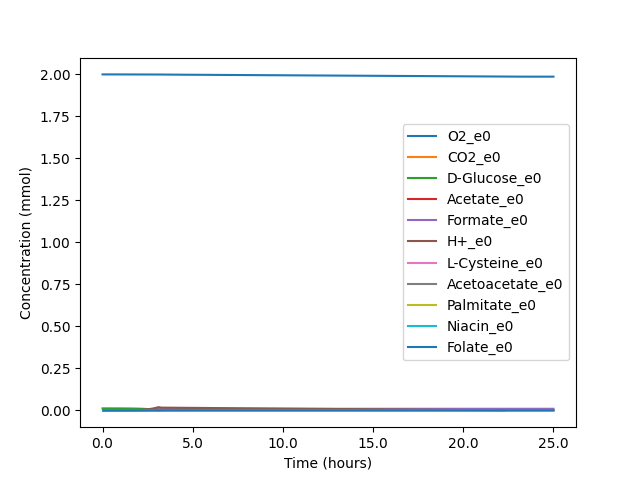 2.00
1.75
1.50
1.25
1.00
0.75
0.50
0.25
0.00
Concentration (mmol)
O2_e0
CO2_e0
D-Glucose_e0
Acetate_e0
Formate_e0
H+_e0
L-Cysteine_e0
Acetoacetate_e0
Palmitate_e0
Niacin_e0
Folate_e0
0.0 5.0 10.0 15.0 20.0 25.0
Time (hours)